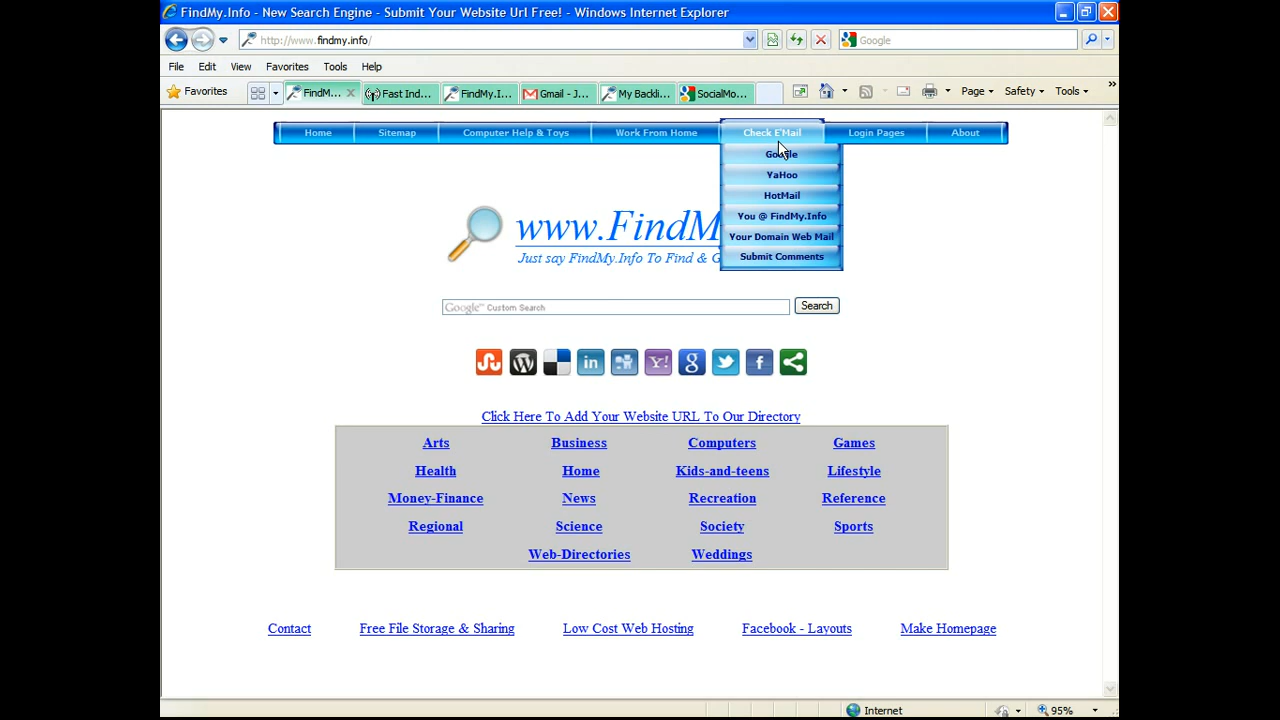 FindMy.Info - New Search Engine - Submit Your Website Url Free! - Windows Internet Explorer
http://www.findmy.info/
Google
File Edit View Favorites Tools Help
Favorites FindM... Fast Ind... FindMy.I... Gmail - J... My Backli... SocialMo... Page Safety Tools
Home Sitemap Computer Help & Toys Work From Home Check E'Mail Login Pages About
Google
YaHoo
HotMail
You @ FindMy.Info
Your Domain Web Mail
Submit Comments
www.FindM
Just say FindMy.Info To Find & G
Google™ Custom Search Search
Click Here To Add Your Website URL To Our Directory
Arts Business Computers Games
Health Home Kids-and-teens Lifestyle
Money-Finance News Recreation Reference
Regional Science Society Sports
Web-Directories Weddings
Contact Free File Storage & Sharing Low Cost Web Hosting Facebook - Layouts Make Homepage
Internet 95%